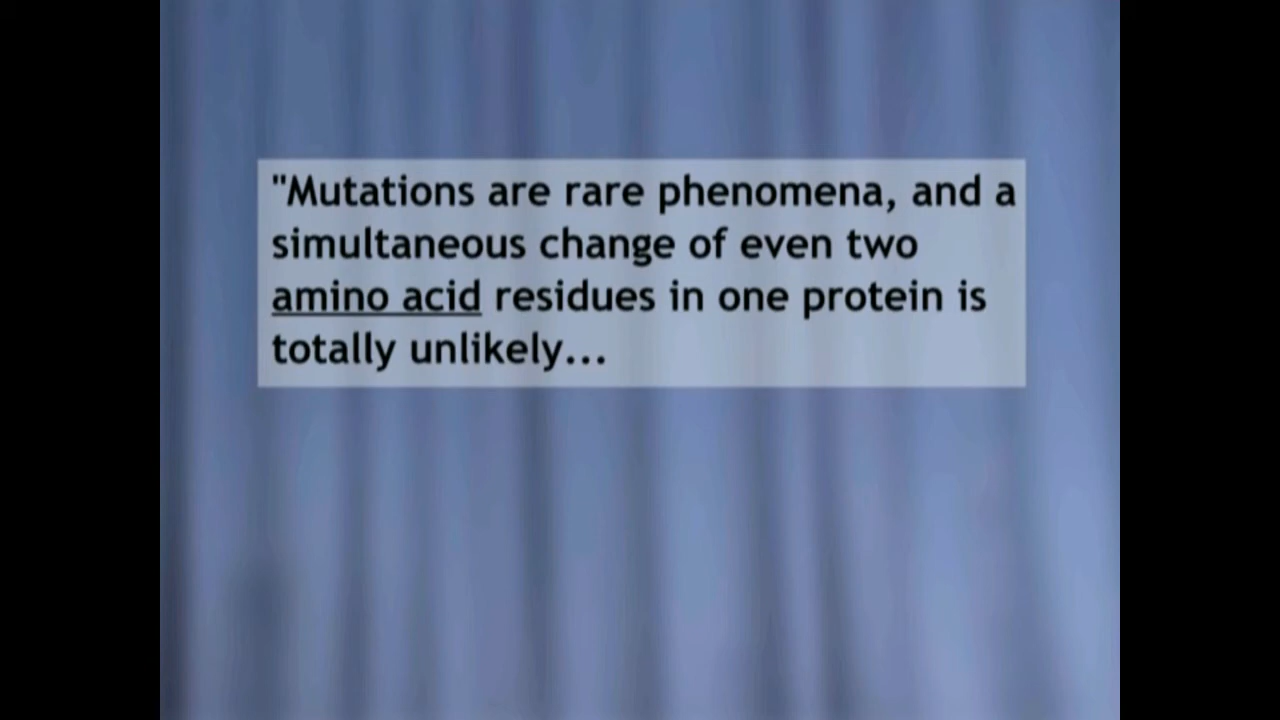 "Mutations are rare phenomena, and a
simultaneous change of even two
amino acid residues in one protein is
totally unlikely...